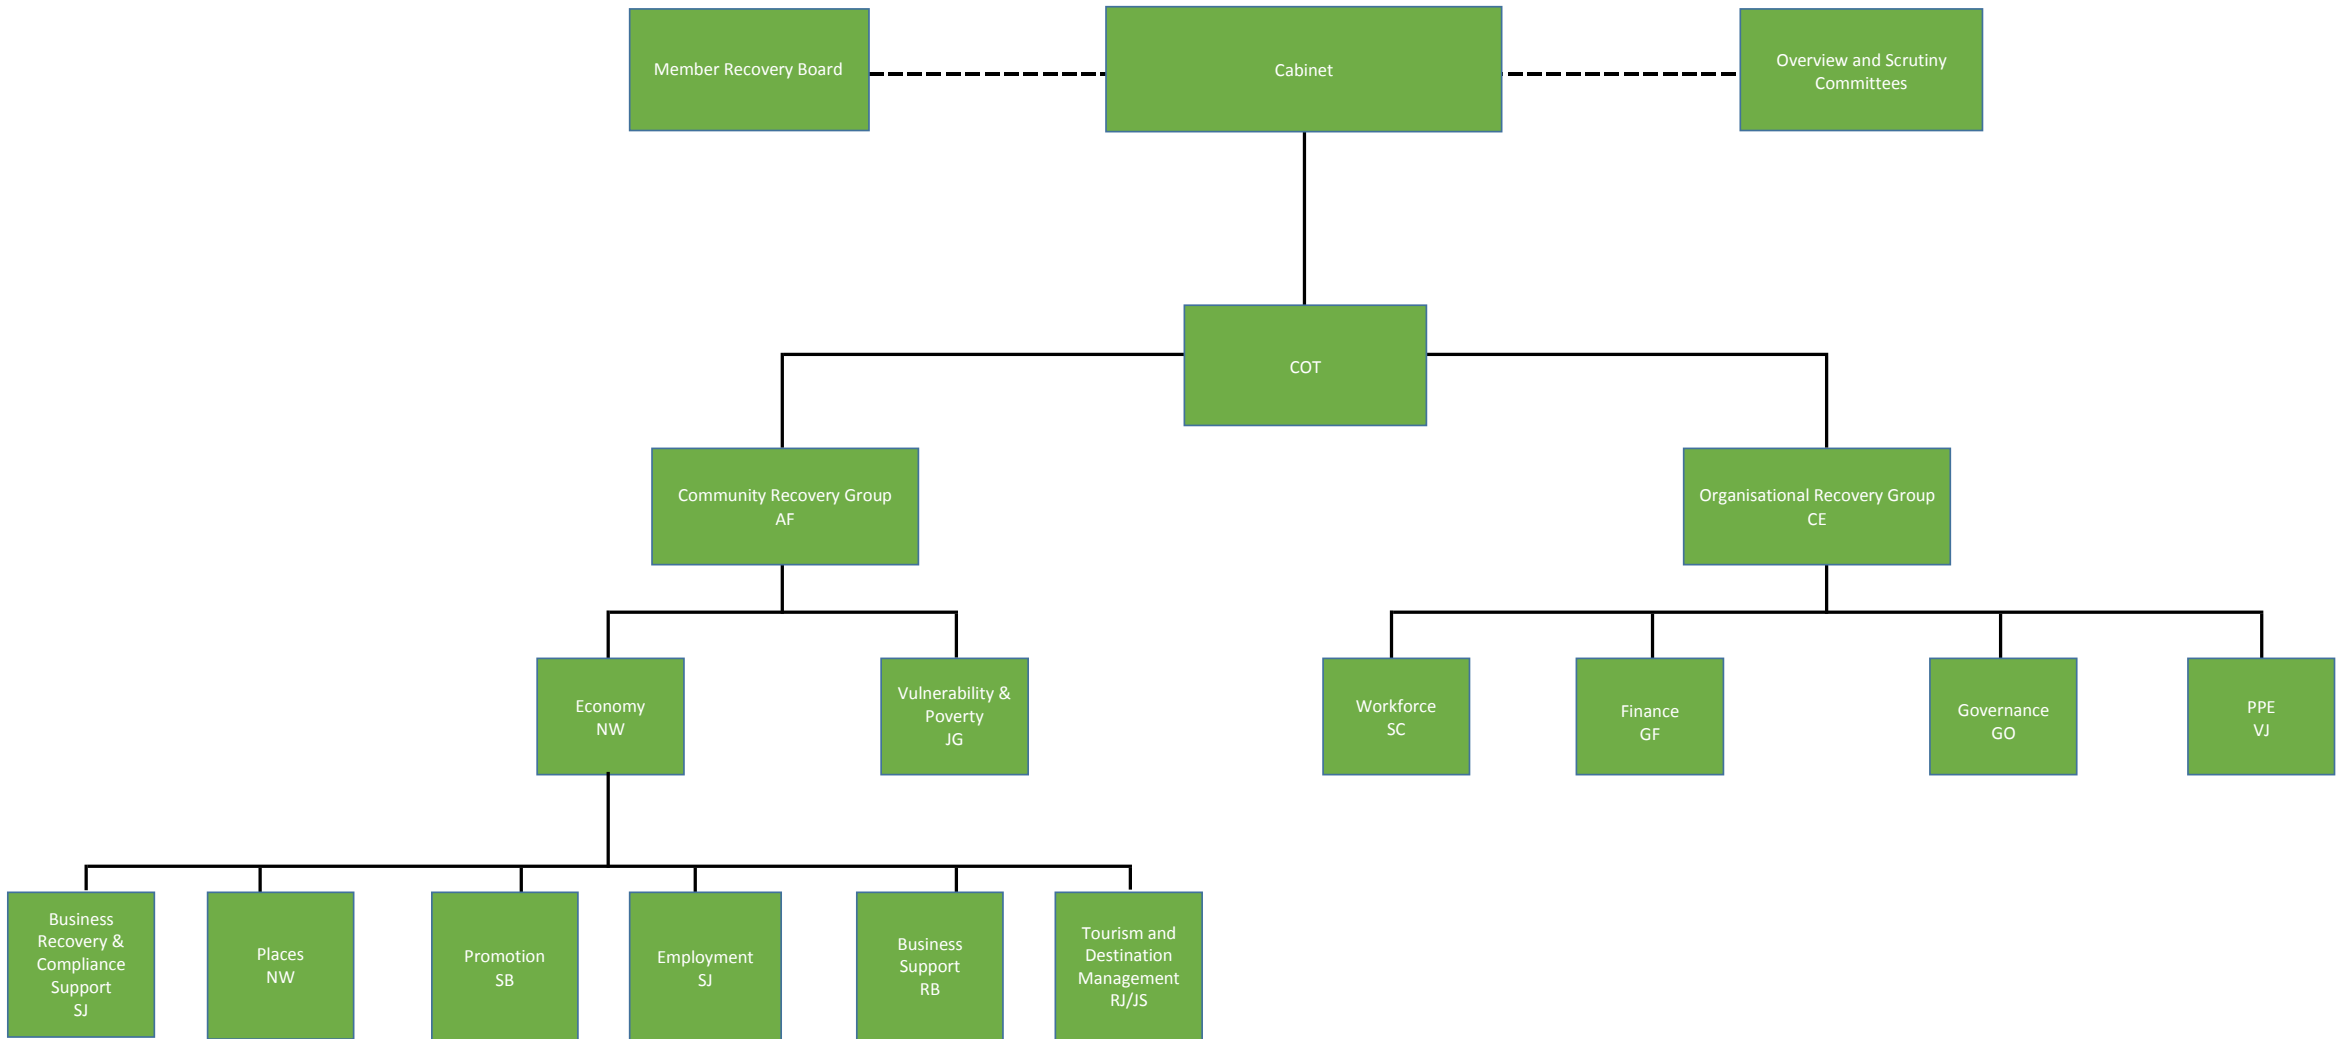 Member Recovery Board
Cabinet
Overview and Scrutiny
Committees
COT
Community Recovery Group
AF
Organisational Recovery Group
CE
Economy
NW
Vulnerability &
Poverty
JG
Workforce
SC
Finance
GF
Governance
GO
PPE
VJ
Business
Recovery &
Compliance
Support
SJ
Places
NW
Promotion
SB
Employment
SJ
Business
Support
RB
Tourism and
Destination
Management
RJ/JS